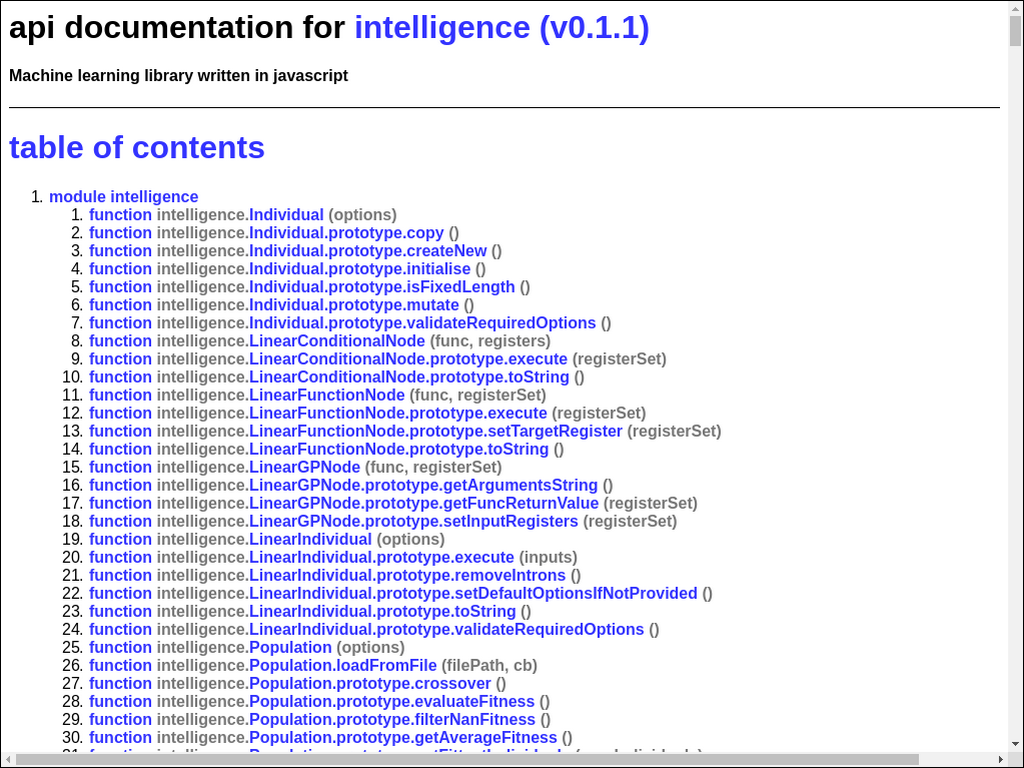 api documentation for intelligence (v0.1.1)
Machine learning library written in javascript
table of contents
1. module intelligence
1. function intelligence.Individual (options)
2. function intelligence.Individual.prototype.copy ()
3. function intelligence.Individual.prototype.createNew ()
4. function intelligence.Individual.prototype.initialise ()
5. function intelligence.Individual.prototype.isFixedLength ()
6. function intelligence.Individual.prototype.mutate ()
7. function intelligence.Individual.prototype.validateRequiredOptions ()
8. function intelligence.LinearConditionalNode (func, registers)
9. function intelligence.LinearConditionalNode.prototype.execute (registerSet)
10. function intelligence.LinearConditionalNode.prototype.toString ()
11. function intelligence.LinearFunctionNode (func, registerSet)
12. function intelligence.LinearFunctionNode.prototype.execute (registerSet)
13. function intelligence.LinearFunctionNode.prototype.setTargetRegister (registerSet)
14. function intelligence.LinearFunctionNode.prototype.toString ()
15. function intelligence.LinearGPNode (func, registerSet)
16. function intelligence.LinearGPNode.prototype.getArgumentsString ()
17. function intelligence.LinearGPNode.prototype.getFuncReturnValue (registerSet)
18. function intelligence.LinearGPNode.prototype.setInputRegisters (registerSet)
19. function intelligence.LinearIndividual (options)
20. function intelligence.LinearIndividual.prototype.execute (inputs)
21. function intelligence.LinearIndividual.prototype.removeIntrons ()
22. function intelligence.LinearIndividual.prototype.setDefaultOptionsIfNotProvided ()
23. function intelligence.LinearIndividual.prototype.toString ()
24. function intelligence.LinearIndividual.prototype.validateRequiredOptions ()
25. function intelligence.Population (options)
26. function intelligence.Population.loadFromFile (filePath, cb)
27. function intelligence.Population.prototype.crossover ()
28. function intelligence.Population.prototype.evaluateFitness ()
29. function intelligence.Population.prototype.filterNanFitness ()
30. function intelligence.Population.prototype.getAverageFitness ()